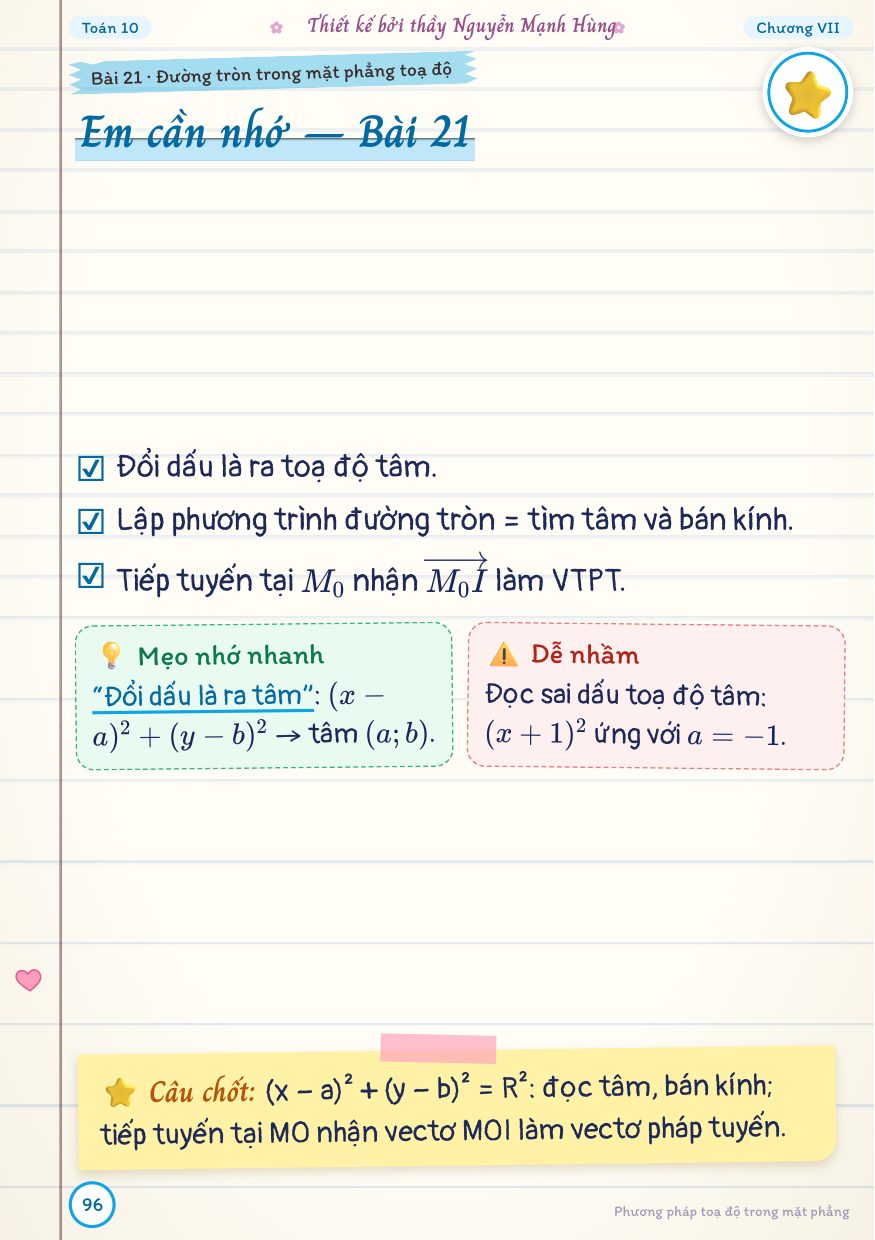 Toán 10
Thiết kế bởi thầy Nguyễn Mạnh Hùng
Chương VII
Bài 21 · Đường tròn trong mặt phẳng toạ độ
Em cần nhớ — Bài 21
☑ Đổi dấu là ra toạ độ tâm.
☑ Lập phương trình đường tròn = tìm tâm và bán kính.
☑ Tiếp tuyến tại $M_0$ nhận $\overrightarrow{M_0I}$ làm VTPT.
💡 Mẹo nhớ nhanh
“Đổi dấu là ra tâm”: $(x -$
$a)^2 + (y - b)^2$ → tâm $(a; b)$.
⚠️ Dễ nhầm
Đọc sai dấu toạ độ tâm:
$(x + 1)^2$ ứng với $a = -1$.
Câu chốt: (x – a)² + (y – b)² = R²: đọc tâm, bán kính;
tiếp tuyến tại M0 nhận vectơ M0I làm vectơ pháp tuyến.
96
Phương pháp toạ độ trong mặt phẳng